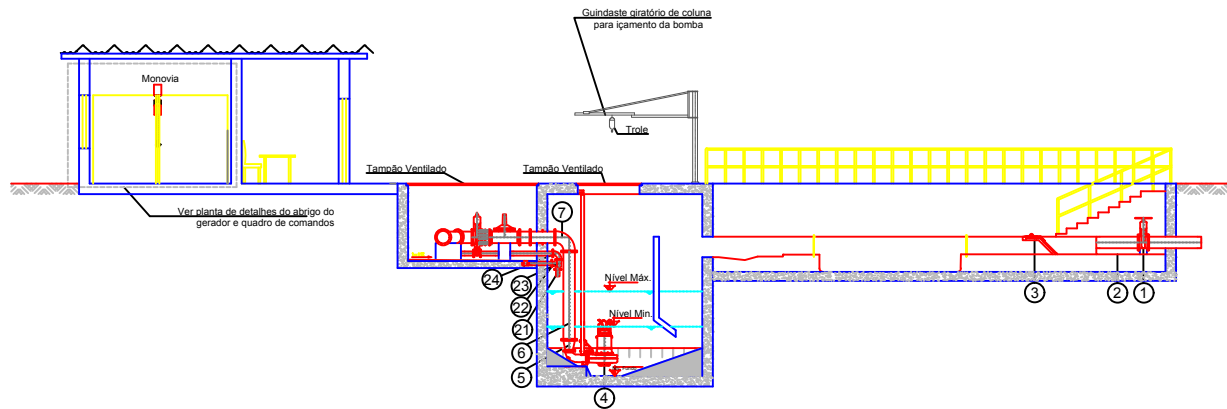 Guindaste giratório de coluna
para içamento da bomba
Monovia
Trole
Tampão Ventilado
Tampão Ventilado
Ver planta de detalhes do abrigo do
gerador e quadro de comandos
7
24
23
22
21
6
5
4
Nível Máx.
Nível Min.
3
2
1